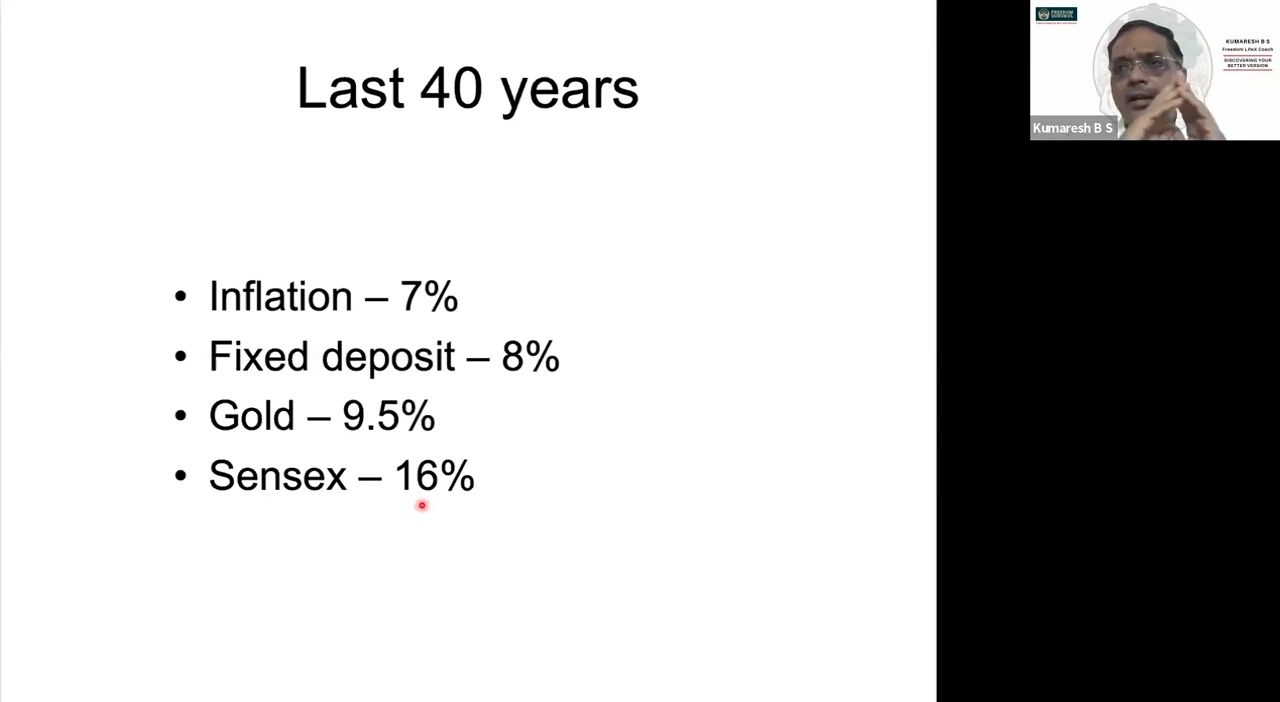 Last 40 years
• Inflation – 7%
• Fixed deposit – 8%
• Gold – 9.5%
• Sensex – 16%
FREEDOM
KUMARESH B S
Freedom LifeX Coach
DISCOVERING YOUR
BETTER VERSION
Kumaresh B S